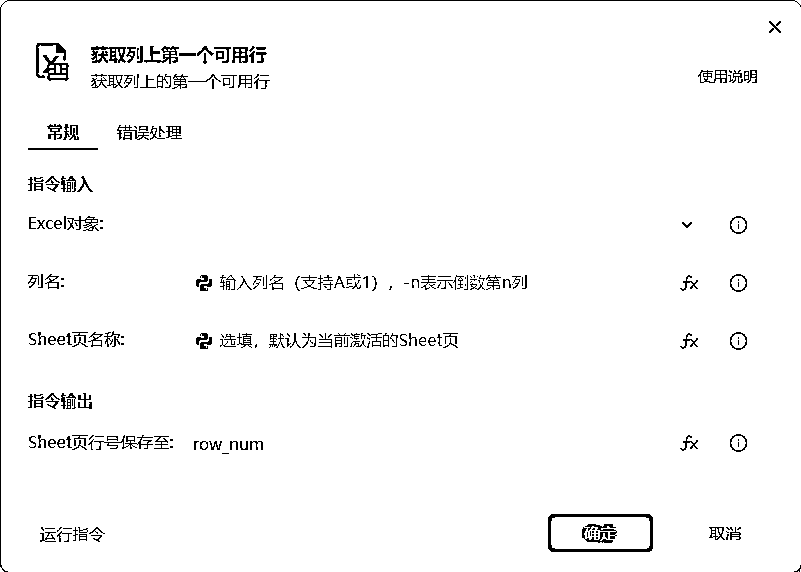 获取列上第一个可用行
获取列上的第一个可用行
使用说明
常规 错误处理
指令输入
Excel对象:
列名: 输入列名（支持A或1），-n表示倒数第n列 fx
Sheet页名称: 选填，默认为当前激活的Sheet页 fx
指令输出
Sheet页行号保存至: row_num fx
运行指令 确定 取消